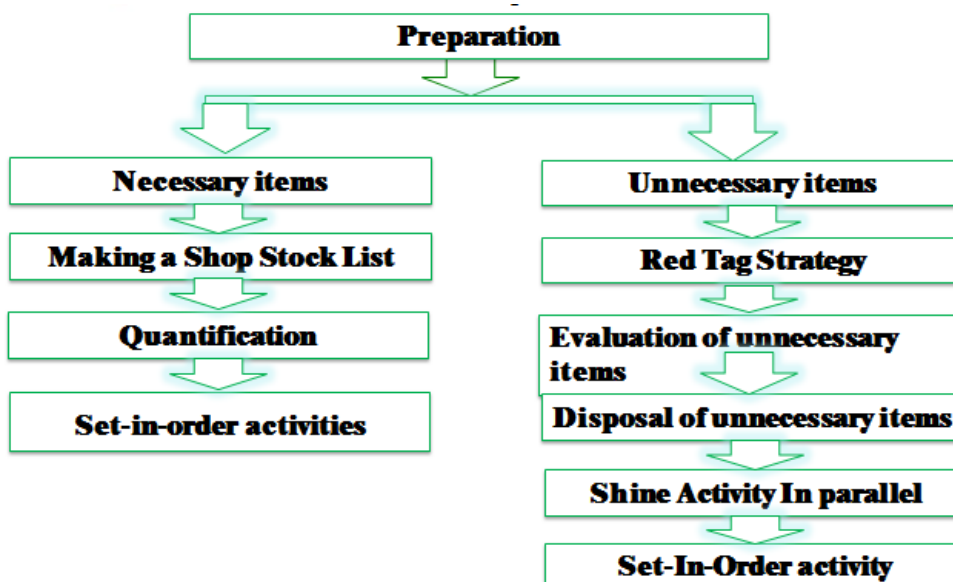 Preparation
Necessary items
Making a Shop Stock List
Quantification
Set-in-order activities
Unnecessary items
Red Tag Strategy
Evaluation of unnecessary
items
Disposal of unnecessary items
Shine Activity In parallel
Set-In-Order activity